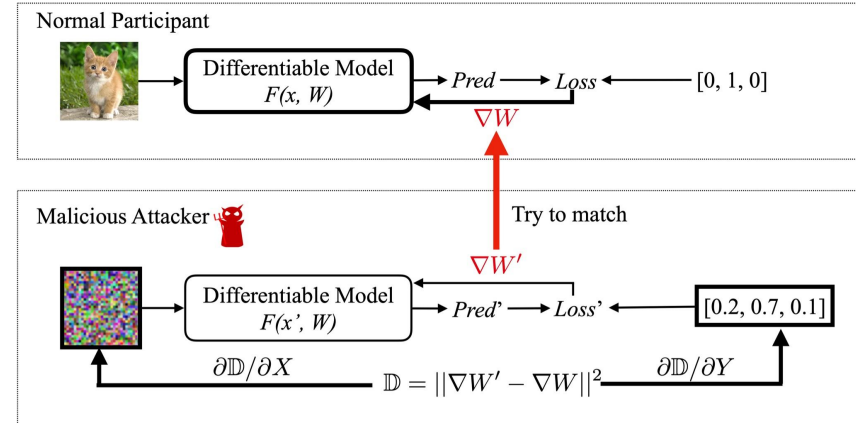 Normal Participant
Differentiable Model
F(x, W)
Pred
Loss
[0, 1, 0]
∇W
Malicious Attacker
Try to match
∇W′
Differentiable Model
F(x’, W)
Pred’
Loss’
[0.2, 0.7, 0.1]
∂𝔻/∂X
𝔻 = ||∇W′ − ∇W||²
∂𝔻/∂Y